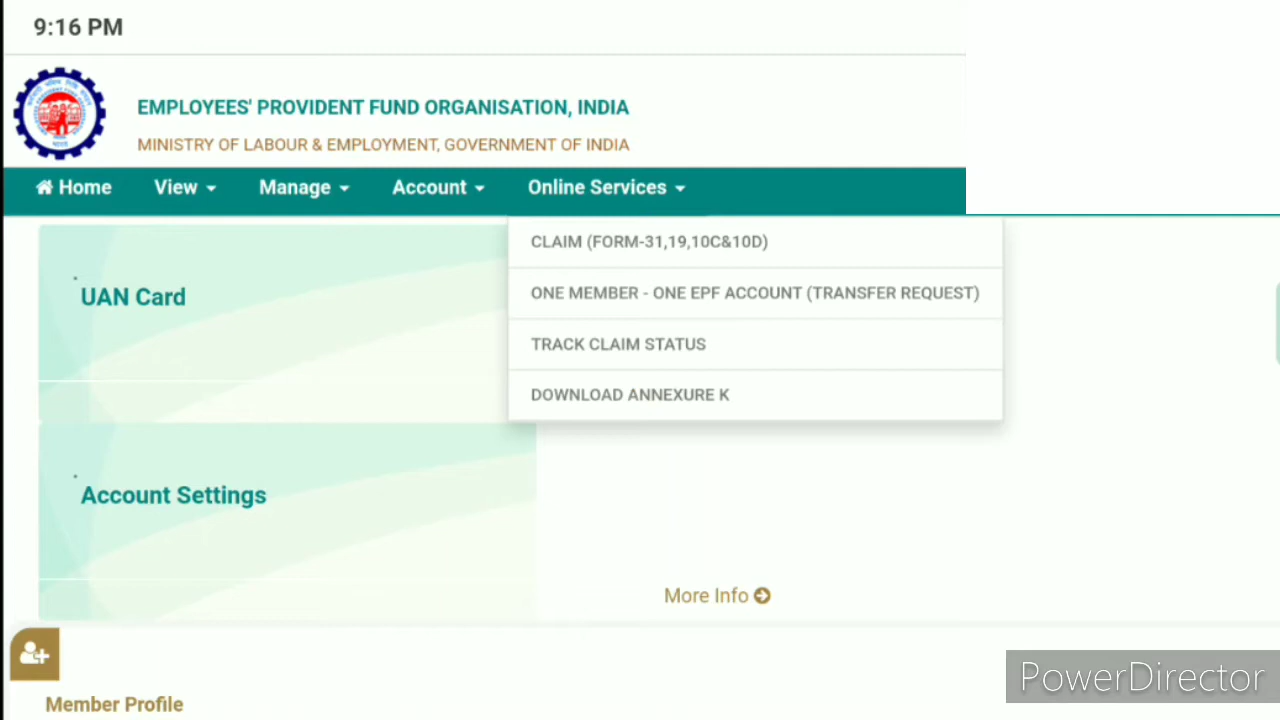 9:16 PM
EMPLOYEES' PROVIDENT FUND ORGANISATION, INDIA
MINISTRY OF LABOUR & EMPLOYMENT, GOVERNMENT OF INDIA
Home View Manage Account Online Services
CLAIM (FORM-31,19,10C&10D)
UAN Card
ONE MEMBER - ONE EPF ACCOUNT (TRANSFER REQUEST)
TRACK CLAIM STATUS
DOWNLOAD ANNEXURE K
Account Settings
More Info
PowerDirector
Member Profile